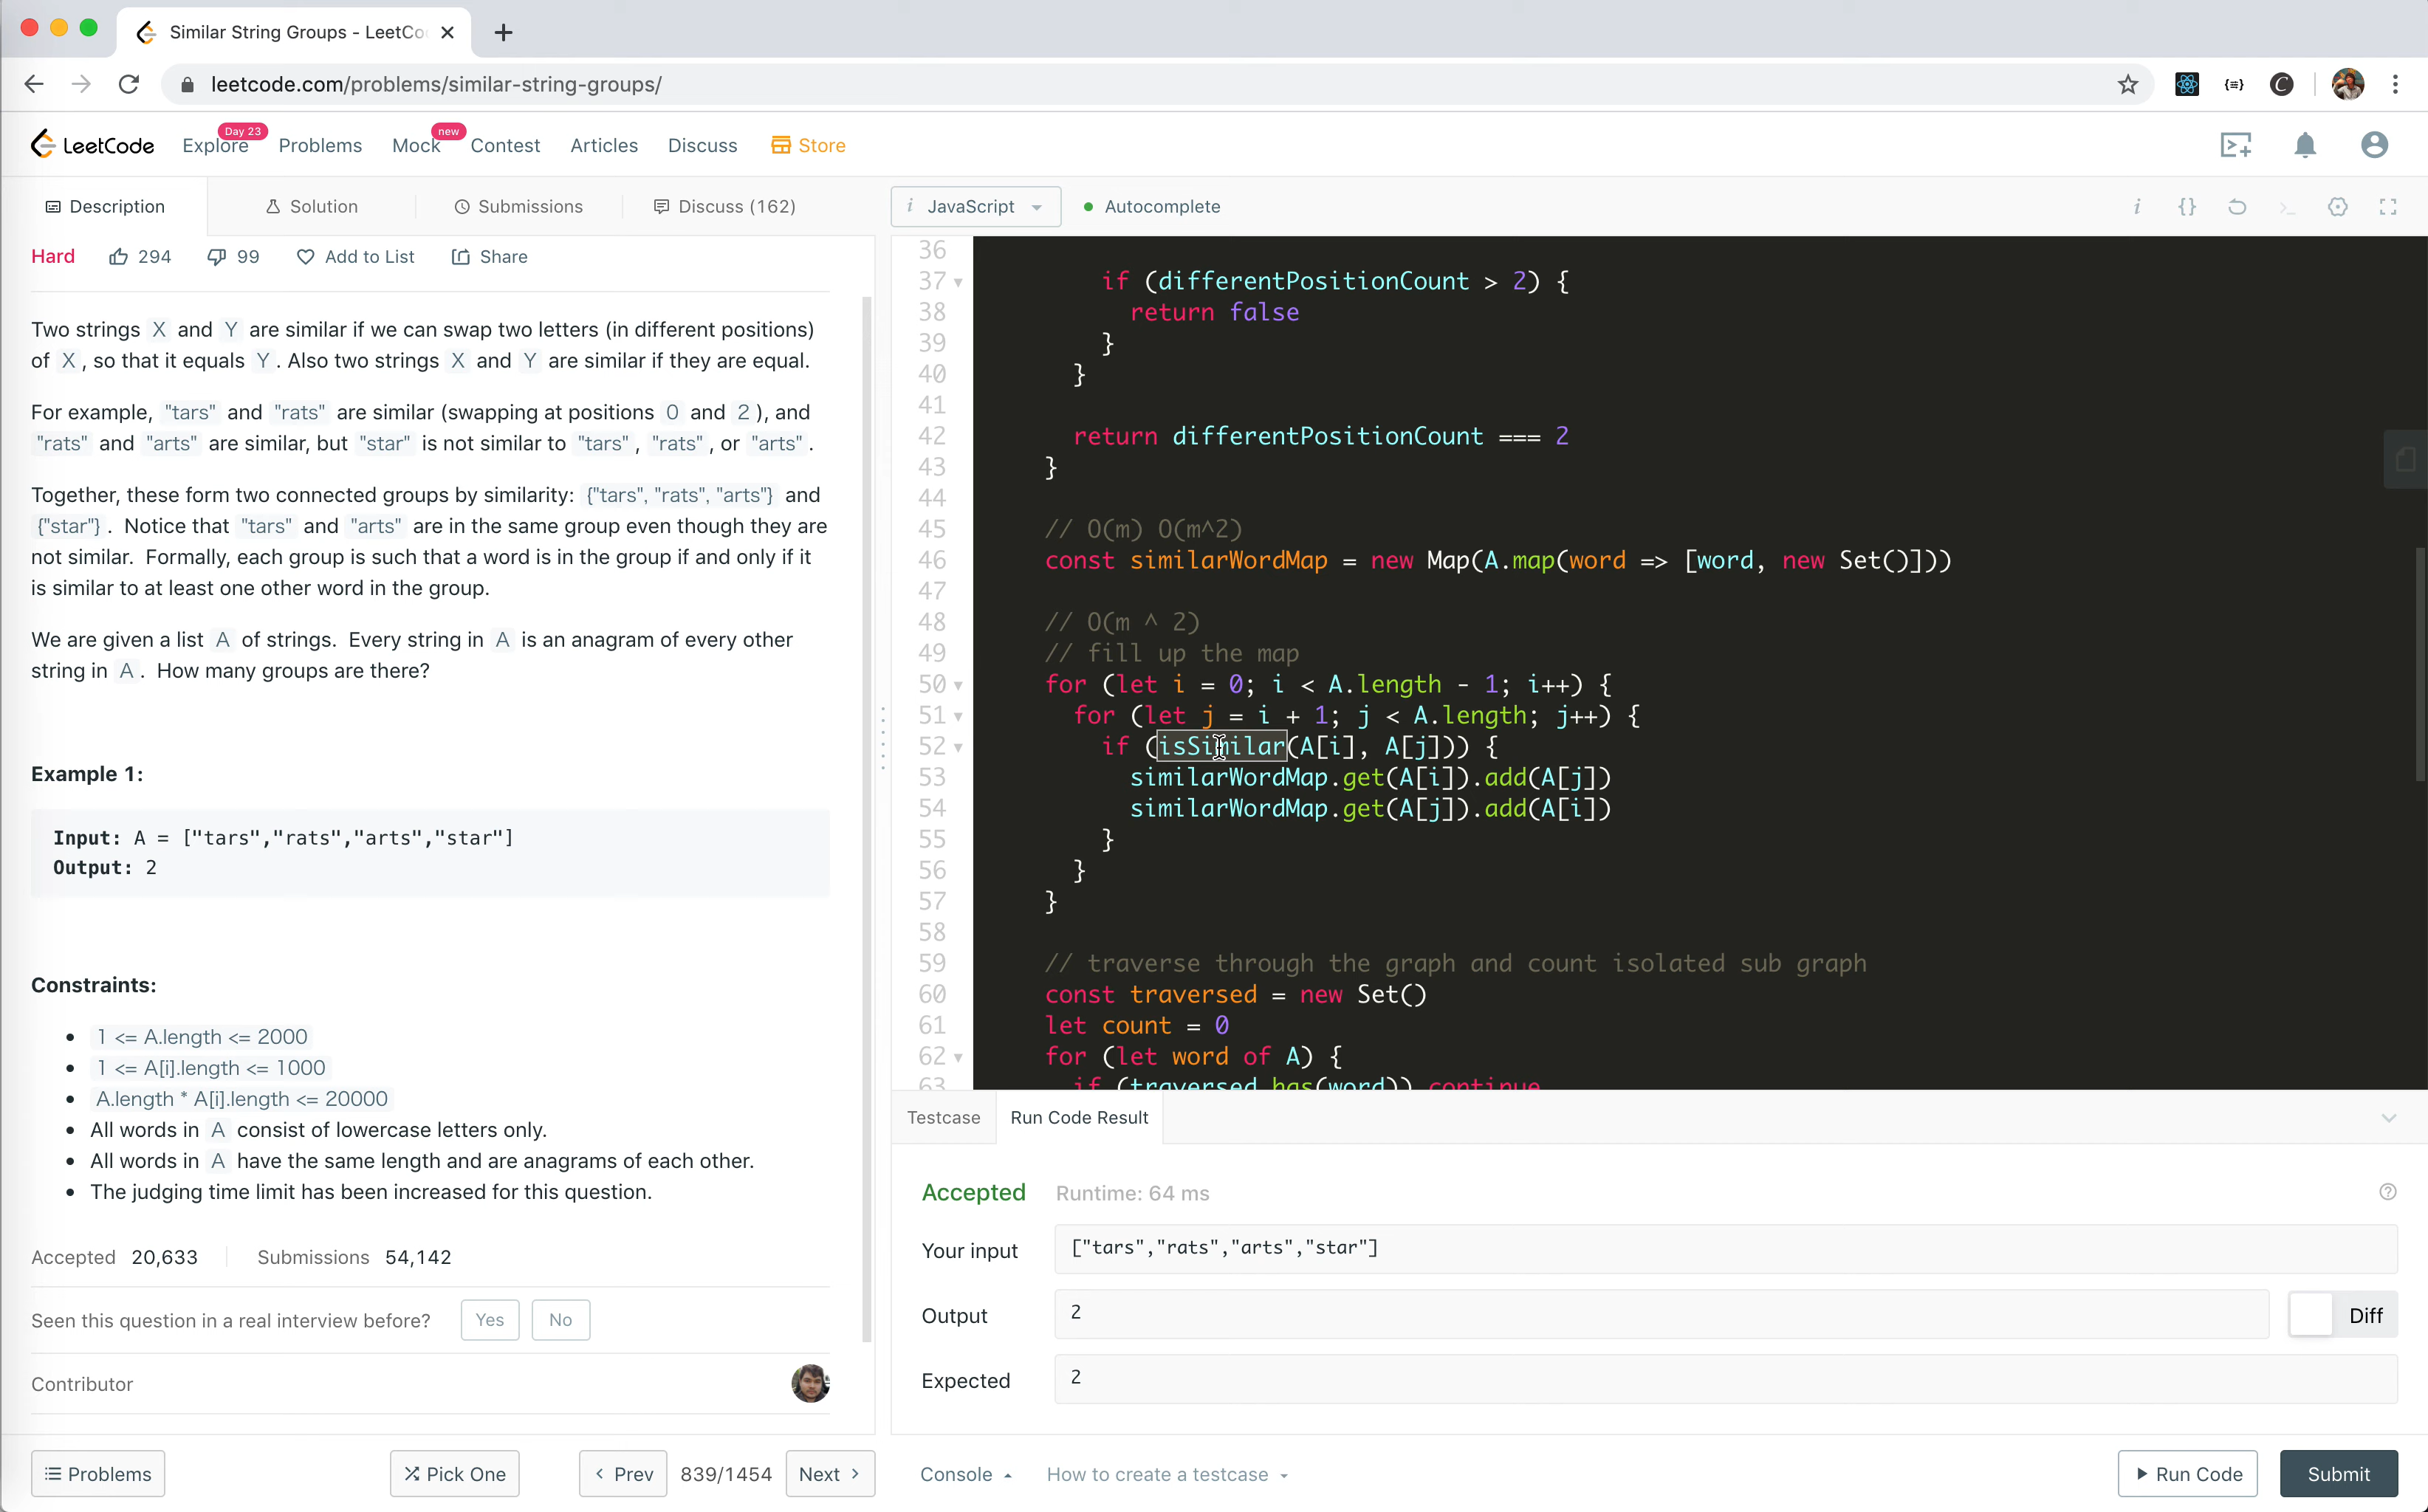 Similar String Groups - LeetCo
leetcode.com/problems/similar-string-groups/
LeetCode
Explore
Day 23
Problems
Mock
new
Contest
Articles
Discuss
Store
Description
Solution
Submissions
Discuss (162)
i JavaScript
Autocomplete
Hard
294
99
Add to List
Share
Two strings X and Y are similar if we can swap two letters (in different positions)
of X, so that it equals Y. Also two strings X and Y are similar if they are equal.
For example, "tars" and "rats" are similar (swapping at positions 0 and 2), and
"rats" and "arts" are similar, but "star" is not similar to "tars", "rats", or "arts".
Together, these form two connected groups by similarity: {"tars", "rats", "arts"} and
{"star"}. Notice that "tars" and "arts" are in the same group even though they are
not similar. Formally, each group is such that a word is in the group if and only if it
is similar to at least one other word in the group.
We are given a list A of strings. Every string in A is an anagram of every other
string in A. How many groups are there?
Example 1:
Input: A = ["tars","rats","arts","star"]
Output: 2
Constraints:
• 1 <= A.length <= 2000
• 1 <= A[i].length <= 1000
• A.length * A[i].length <= 20000
• All words in A consist of lowercase letters only.
• All words in A have the same length and are anagrams of each other.
• The judging time limit has been increased for this question.
Accepted 20,633
Submissions 54,142
Seen this question in a real interview before?
Yes
No
Contributor
Problems
Pick One
Prev
839/1454
Next
36
37 if (differentPositionCount > 2) {
38 return false
39 }
40 }
41
42 return differentPositionCount === 2
43 }
44
45 // O(m) O(m^2)
46 const similarWordMap = new Map(A.map(word => [word, new Set()]))
47
48 // O(m ^ 2)
49 // fill up the map
50 for (let i = 0; i < A.length - 1; i++) {
51 for (let j = i + 1; j < A.length; j++) {
52 if (isSimilar(A[i], A[j])) {
53 similarWordMap.get(A[i]).add(A[j])
54 similarWordMap.get(A[j]).add(A[i])
55 }
56 }
57 }
58
59 // traverse through the graph and count isolated sub graph
60 const traversed = new Set()
61 let count = 0
62 for (let word of A) {
63 if (traversed.has(word)) continue
Testcase
Run Code Result
Accepted
Runtime: 64 ms
Your input
["tars","rats","arts","star"]
Output
2
Diff
Expected
2
Console
How to create a testcase
Run Code
Submit